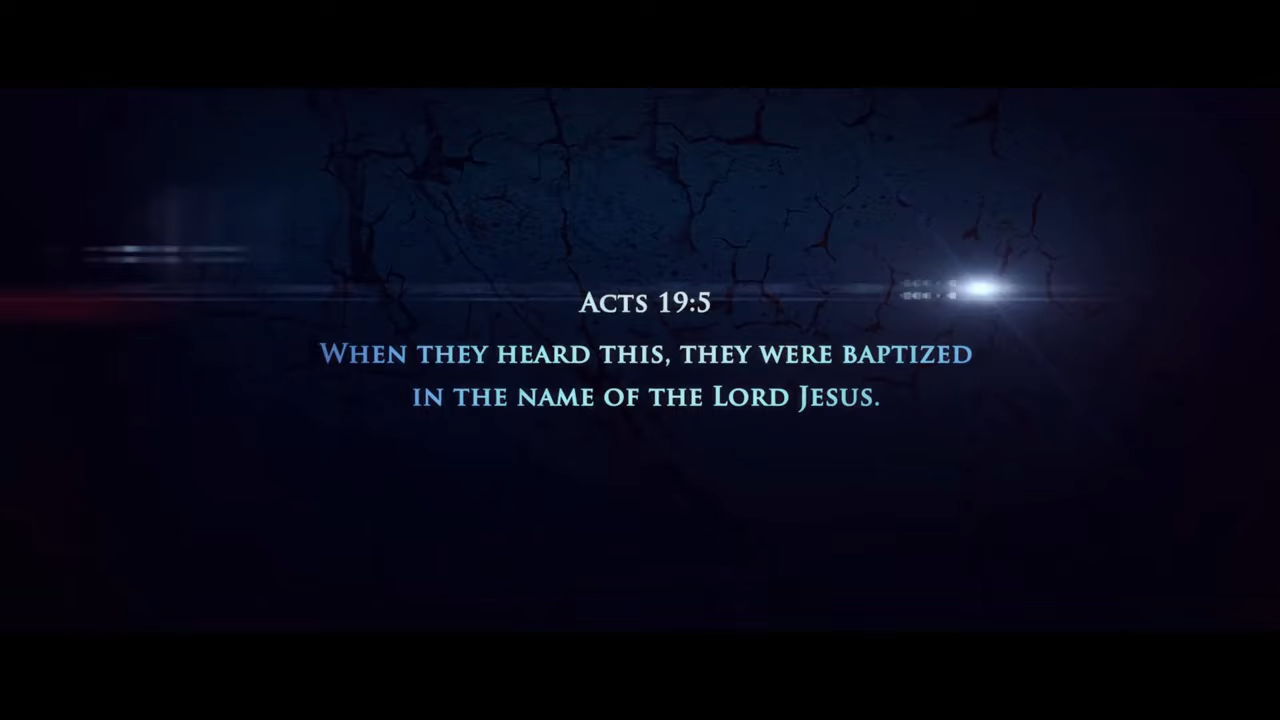 Acts 19:5
When they heard this, they were baptized
in the name of the Lord Jesus.